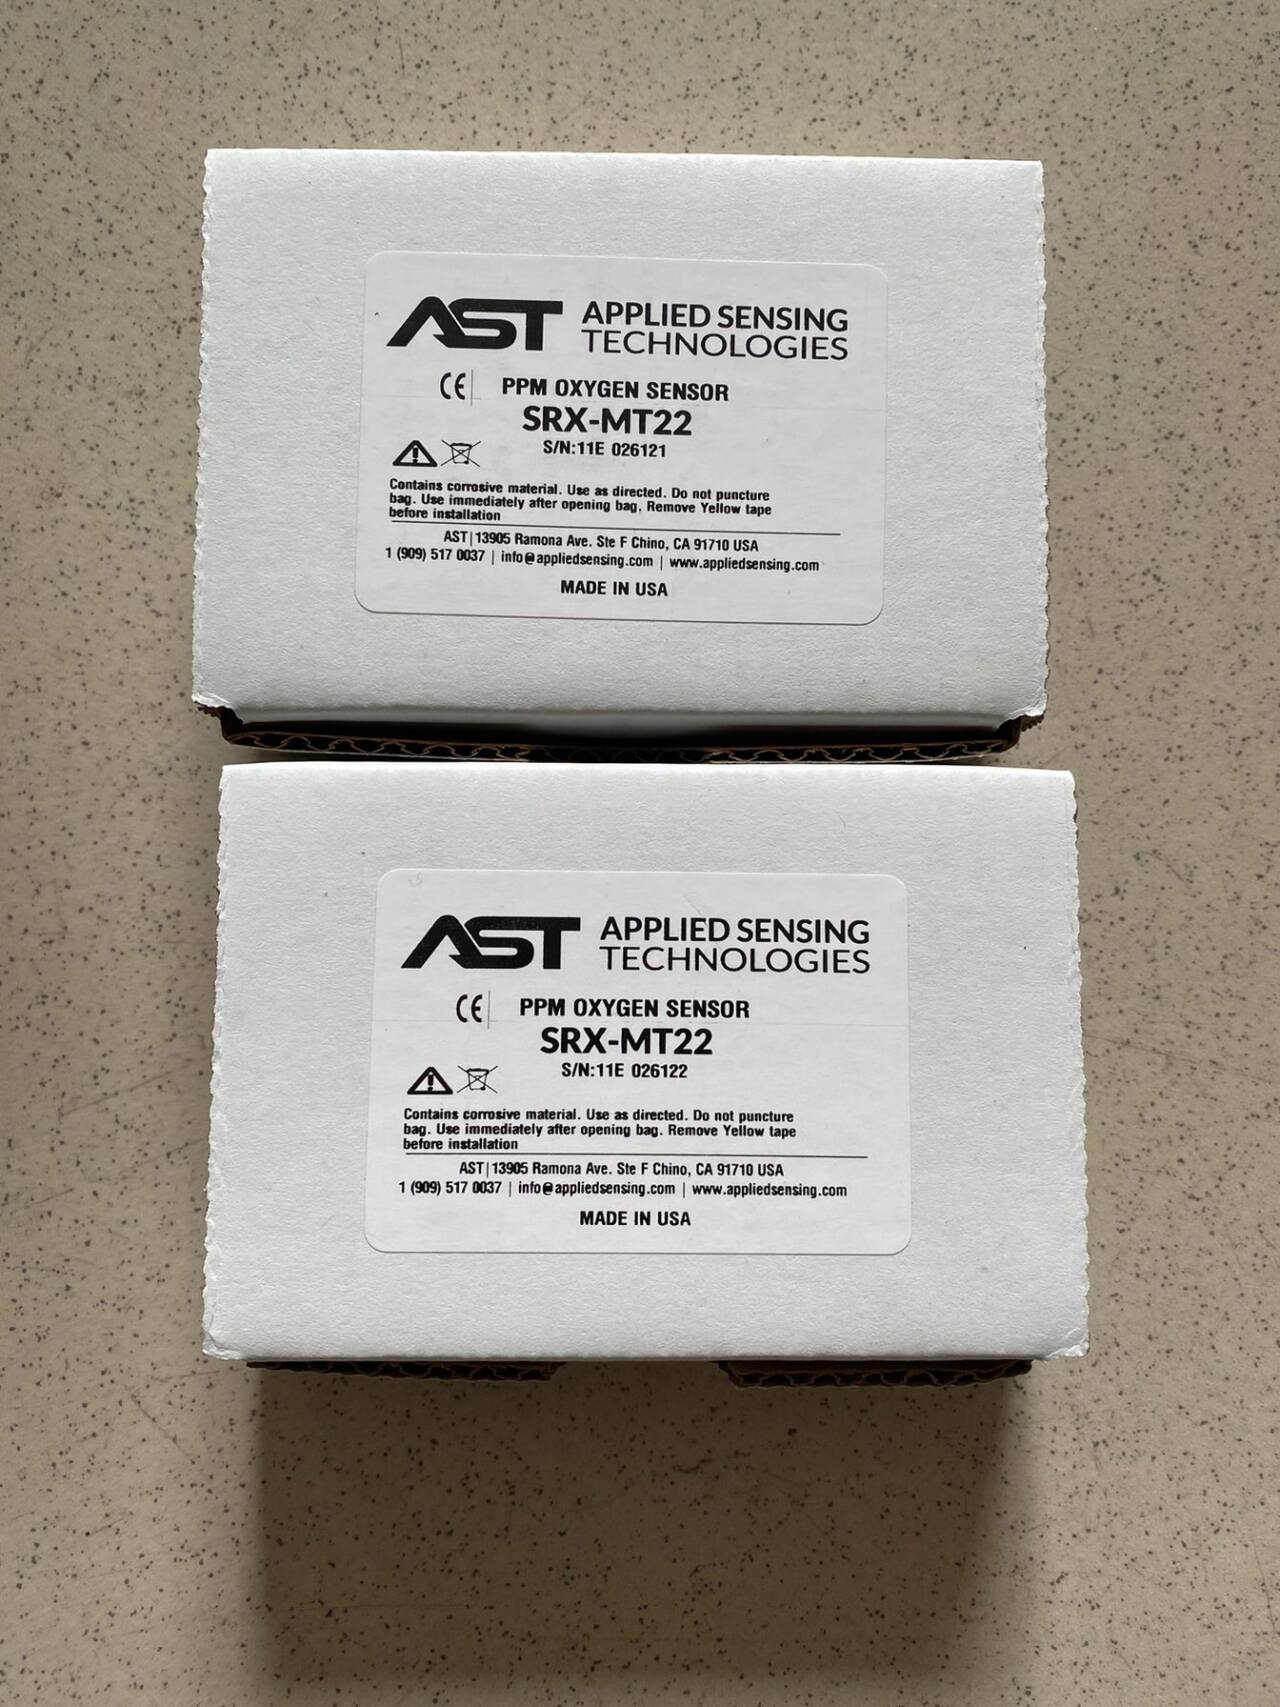 AST APPLIED SENSING
TECHNOLOGIES
CE PPM OXYGEN SENSOR
SRX-MT22
S/N:11E 026121
Contains corrosive material. Use as directed. Do not puncture
bag. Use immediately after opening bag. Remove Yellow tape
before installation
AST|13905 Ramona Ave. Ste F Chino, CA 91710 USA
1 (909) 517 0037 | info@appliedsensing.com | www.appliedsensing.com
MADE IN USA
AST APPLIED SENSING
TECHNOLOGIES
CE PPM OXYGEN SENSOR
SRX-MT22
S/N:11E 026122
Contains corrosive material. Use as directed. Do not puncture
bag. Use immediately after opening bag. Remove Yellow tape
before installation
AST|13905 Ramona Ave. Ste F Chino, CA 91710 USA
1 (909) 517 0037 | info@appliedsensing.com | www.appliedsensing.com
MADE IN USA